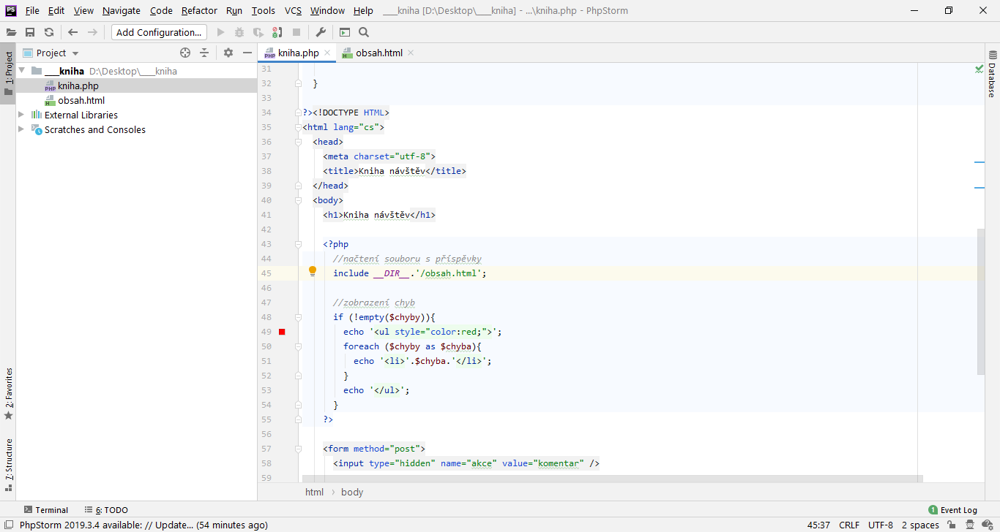 PS File Edit View Navigate Code Refactor Run Tools VCS Window Help ___kniha [D:\Desktop\___kniha] - ...\kniha.php - PhpStorm
Add Configuration...
1: Project
Project
kniha.php
obsah.html
Database
___kniha D:\Desktop\___kniha
kniha.php
obsah.html
External Libraries
Scratches and Consoles
31
32 }
33
34 ?><!DOCTYPE HTML>
35 <html lang="cs">
36 <head>
37 <meta charset="utf-8">
38 <title>Kniha návštěv</title>
39 </head>
40 <body>
41 <h1>Kniha návštěv</h1>
42
43 <?php
44 //načtení souboru s příspěvky
45 include __DIR__.'/obsah.html';
46
47 //zobrazení chyb
48 if (!empty($chyby)){
49 echo '<ul style="color:red;">';
50 foreach ($chyby as $chyba){
51 echo '<li>'.$chyba.'</li>';
52 }
53 echo '</ul>';
54 }
55 ?>
56
57 <form method="post">
58 <input type="hidden" name="akce" value="komentar" />
59
2: Favorites
7: Structure
html › body
Terminal 6: TODO
1 Event Log
PhpStorm 2019.3.4 available: // Update... (54 minutes ago)
45:37 CRLF UTF-8 2 spaces